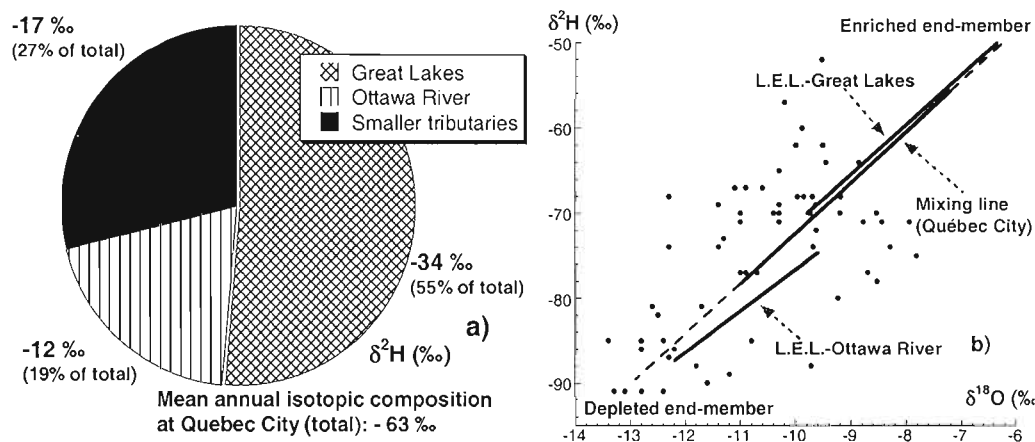 -17 ‰
(27% of total)
Great Lakes
Ottawa River
Smaller tributaries
-34 ‰
(55% of total)
a)
-12 ‰
(19% of total)
δ²H (‰)
Mean annual isotopic composition
at Quebec City (total): - 63 ‰
δ²H (‰)
Enriched end-member
-50
L.E.L.-Great Lakes
-60
Mixing line
(Québec City)
-70
-80
L.E.L.-Ottawa River
b)
-90
Depleted end-member
δ¹⁸O (‰
-14
-13
-12
-11
-10
-9
-8
-7
-6